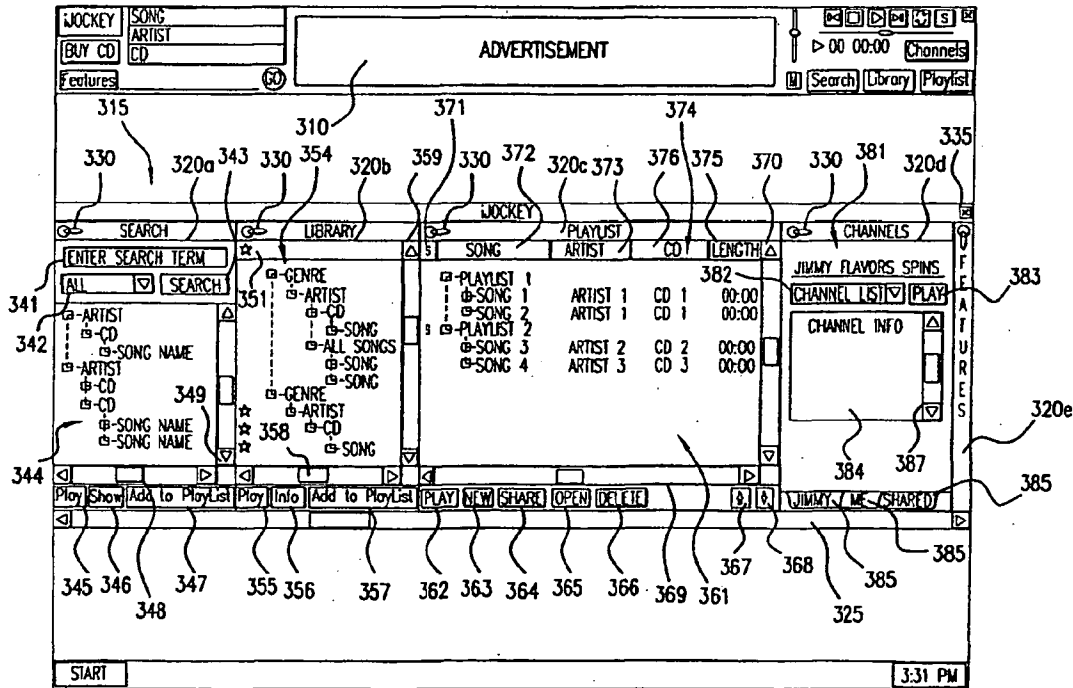 iJOCKEY SONG
ARTIST
BUY CD CD
Features GO
ADVERTISEMENT
S
00 00:00 Channels
M Search Library Playlist
315 310 371 374
330 320a 343 330 354 320b 359 330 372 320c 373 376 375 370 330 381 320d 335
iJOCKEY
SEARCH LIBRARY PLAYLIST CHANNELS
S SONG ARTIST CD LENGTH
341 ENTER SEARCH TERM
ALL SEARCH
342
351
344
349
ARTIST
CD
SONG NAME
ARTIST
CD
CD
SONG NAME
SONG NAME
GENRE
ARTIST
CD
SONG
ALL SONGS
SONG
SONG
GENRE
ARTIST
CD
SONG
358
PLAYLIST 1
SONG 1 ARTIST 1 CD 1 00:00
SONG 2 ARTIST 1 CD 1 00:00
S PLAYLIST 2
SONG 3 ARTIST 2 CD 2 00:00
SONG 4 ARTIST 3 CD 3 00:00
JIMMY FLAVORS SPINS
382 383
CHANNEL LIST PLAY
CHANNEL INFO
384 387
FEATURES
320e
Play Show Add to PlayList Play Info Add to PlayList PLAY NEW SHARE OPEN DELETE JIMMY ME SHARED 385
345 346 348 347 355 356 357 362 363 364 365 366 369 361 367 368 325 385 385
START 3:31 PM